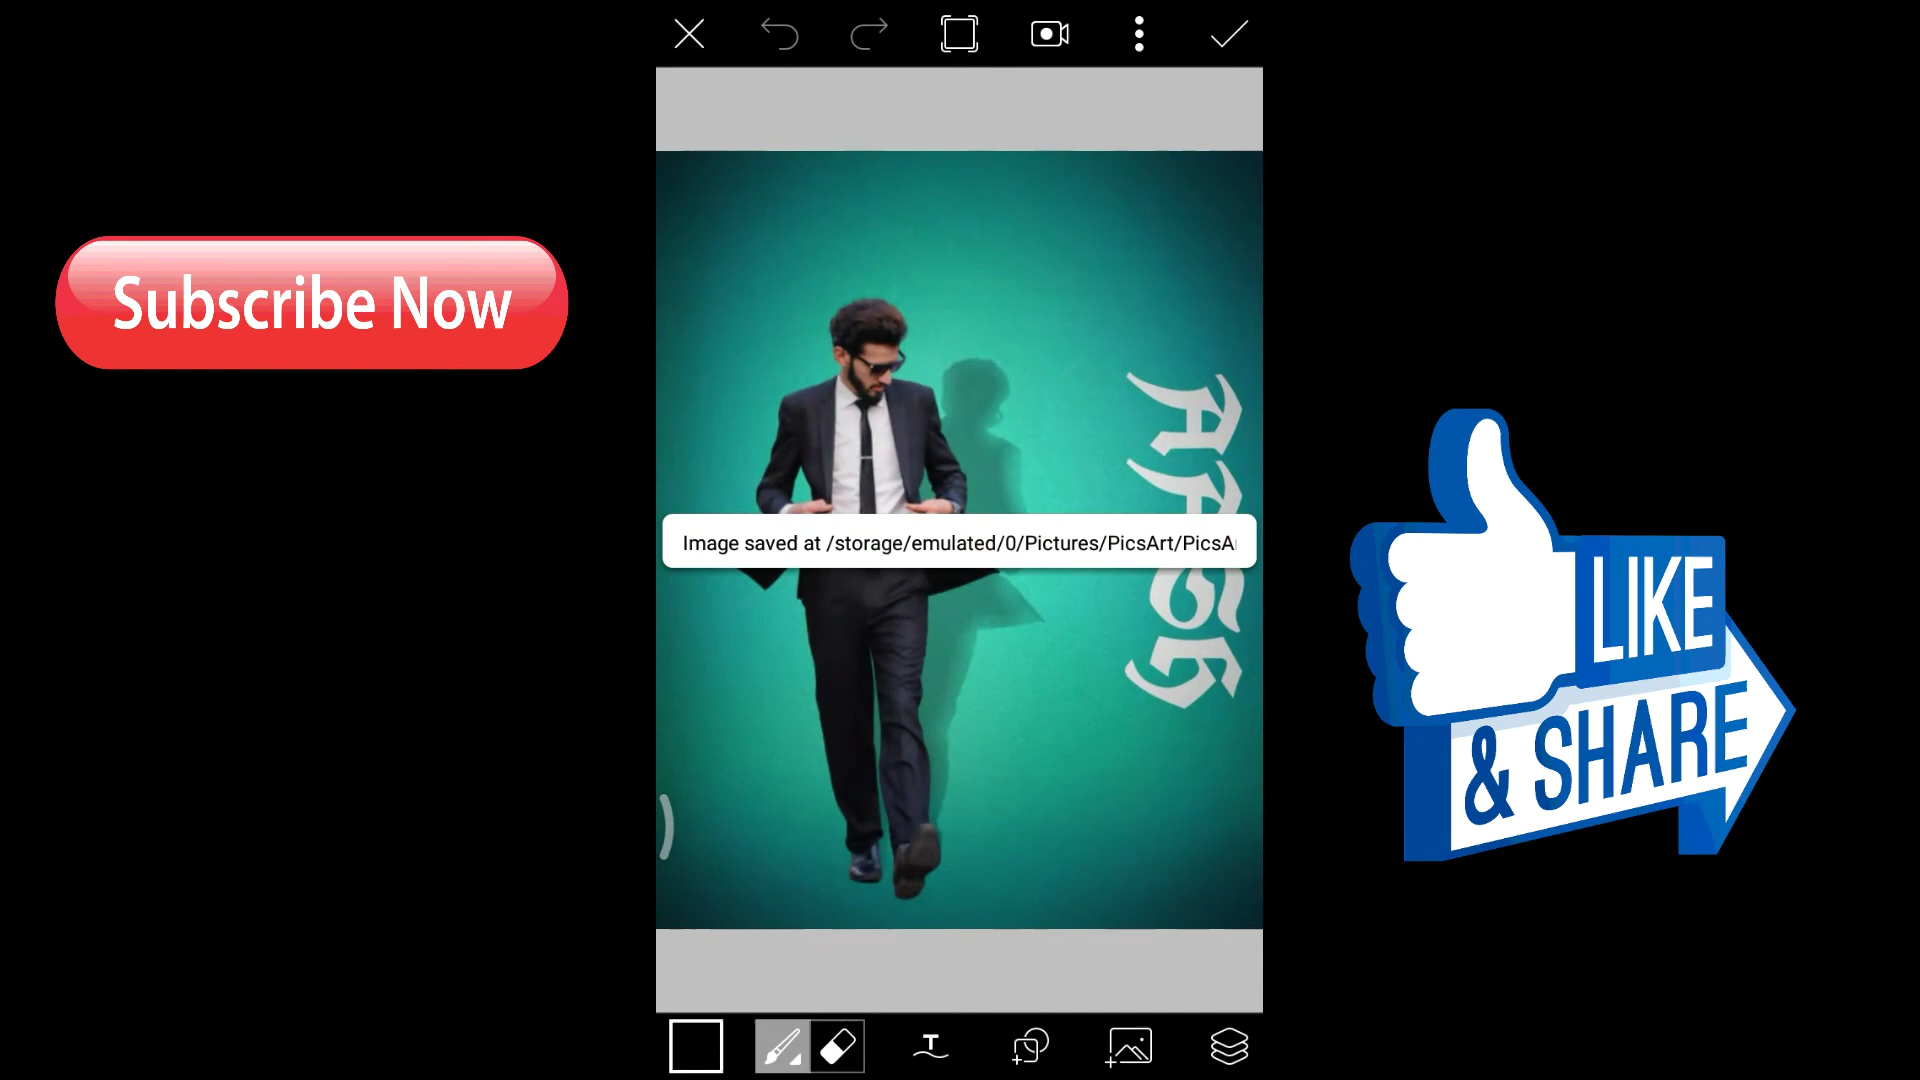 Subscribe Now
Image saved at /storage/emulated/0/Pictures/PicsArt/PicsA
LIKE
& SHARE
T